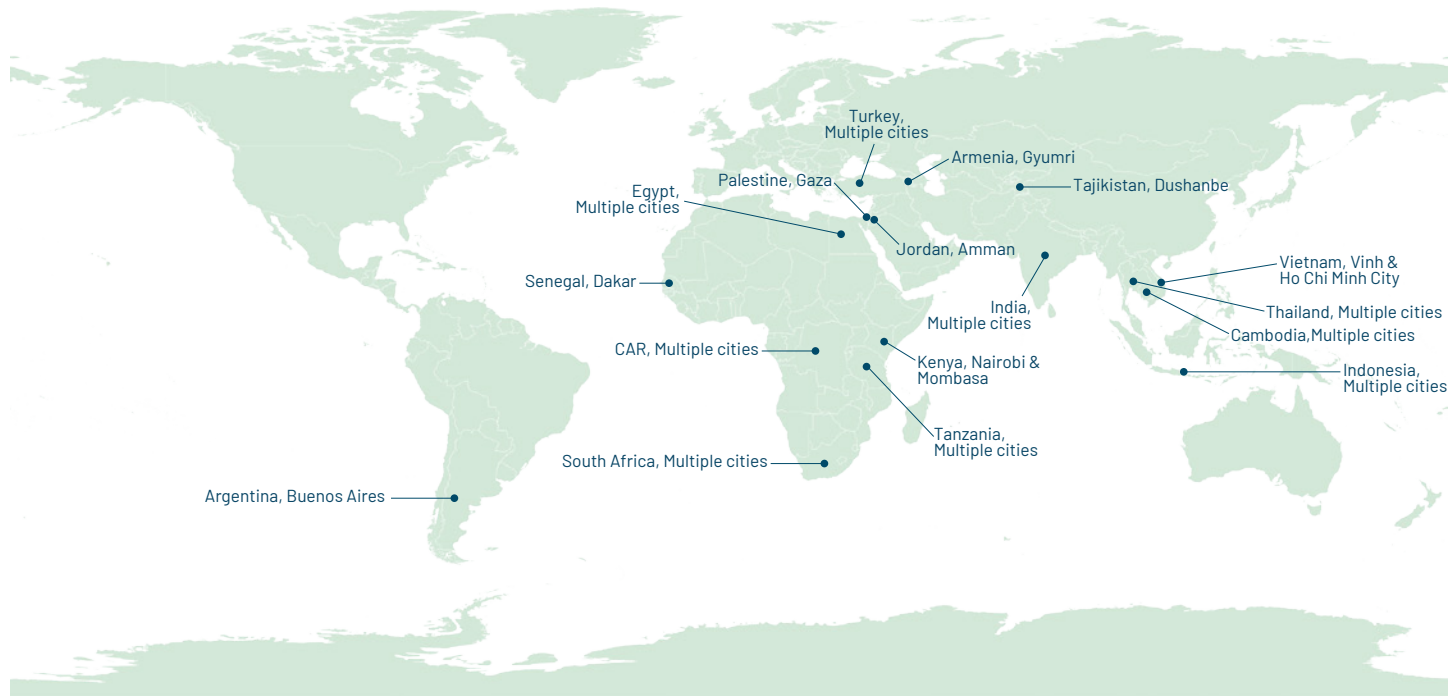 Turkey,
Multiple cities
Armenia, Gyumri
Palestine, Gaza
Tajikistan, Dushanbe
Egypt,
Multiple cities
Jordan, Amman
Vietnam, Vinh &
Ho Chi Minh City
Senegal, Dakar
India,
Multiple cities
Thailand, Multiple cities
Cambodia,Multiple cities
CAR, Multiple cities
Kenya, Nairobi &
Mombasa
Indonesia,
Multiple cities
Tanzania,
Multiple cities
South Africa, Multiple cities
Argentina, Buenos Aires